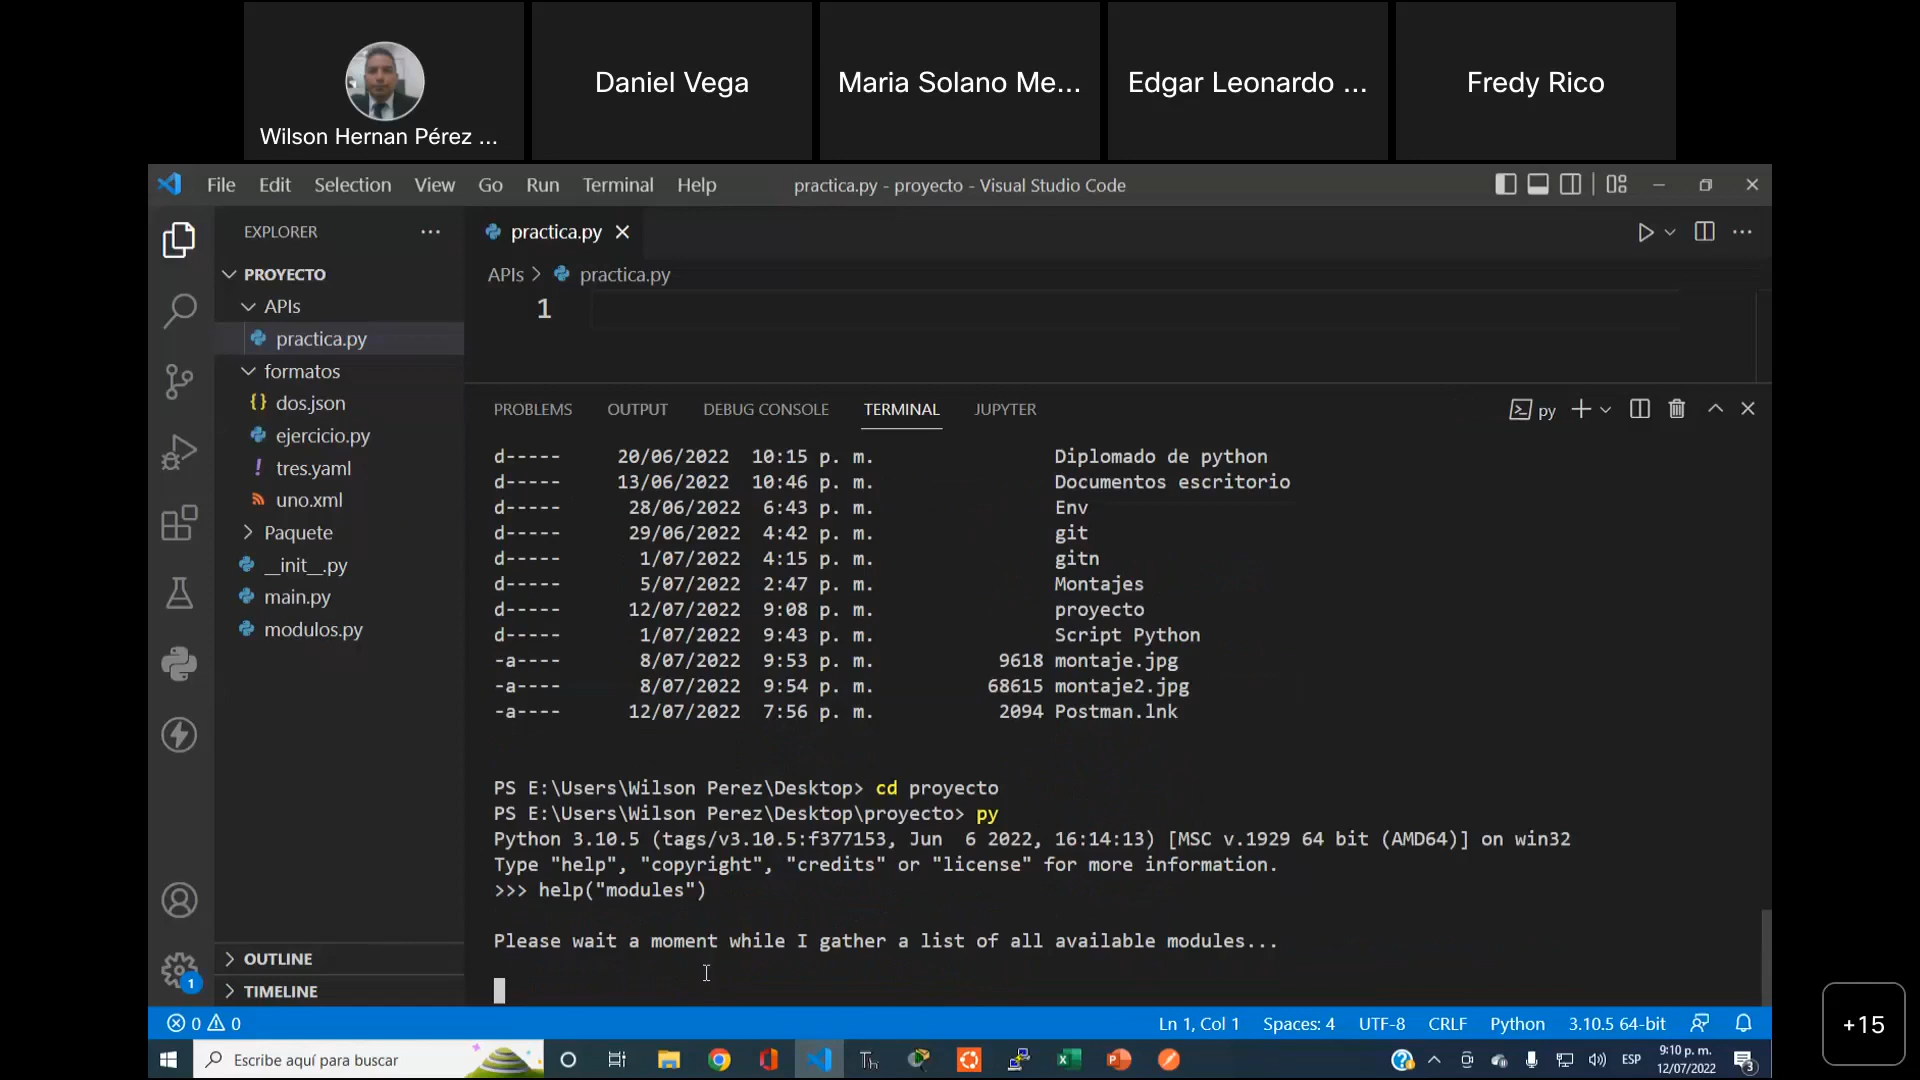 Wilson Hernan Pérez ...
Daniel Vega
Maria Solano Me...
Edgar Leonardo ...
Fredy Rico
File Edit Selection View Go Run Terminal Help
practica.py - proyecto - Visual Studio Code
EXPLORER
PROYECTO
APIs
practica.py
formatos
dos.json
ejercicio.py
tres.yaml
uno.xml
Paquete
__init__.py
main.py
modulos.py
OUTLINE
TIMELINE
practica.py
APIs > practica.py
1
PROBLEMS OUTPUT DEBUG CONSOLE TERMINAL JUPYTER
py
d----- 20/06/2022 10:15 p. m. Diplomado de python
d----- 13/06/2022 10:46 p. m. Documentos escritorio
d----- 28/06/2022 6:43 p. m. Env
d----- 29/06/2022 4:42 p. m. git
d----- 1/07/2022 4:15 p. m. gitn
d----- 5/07/2022 2:47 p. m. Montajes
d----- 12/07/2022 9:08 p. m. proyecto
d----- 1/07/2022 9:43 p. m. Script Python
-a---- 8/07/2022 9:53 p. m. 9618 montaje.jpg
-a---- 8/07/2022 9:54 p. m. 68615 montaje2.jpg
-a---- 12/07/2022 7:56 p. m. 2094 Postman.lnk
PS E:\Users\Wilson Perez\Desktop> cd proyecto
PS E:\Users\Wilson Perez\Desktop\proyecto> py
Python 3.10.5 (tags/v3.10.5:f377153, Jun  6 2022, 16:14:13) [MSC v.1929 64 bit (AMD64)] on win32
Type "help", "copyright", "credits" or "license" for more information.
>>> help("modules")
Please wait a moment while I gather a list of all available modules...
1
0 0
Ln 1, Col 1 Spaces: 4 UTF-8 CRLF Python 3.10.5 64-bit
+15
Escribe aquí para buscar
ESP
9:10 p. m.
12/07/2022
3